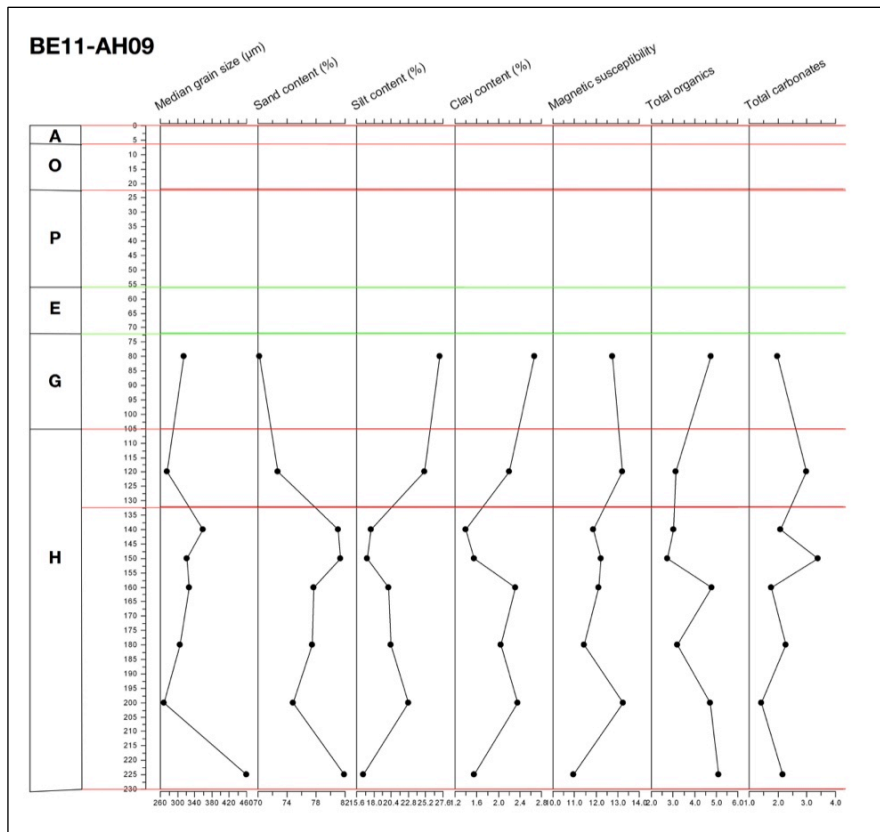 BE11-AH09
Median grain size (µm)
Sand content (%)
Silt content (%)
Clay content (%)
Magnetic susceptibility
Total organics
Total carbonates
A
O
P
E
G
H
0
5
10
15
20
25
30
35
40
45
50
55
60
65
70
75
80
85
90
95
100
105
110
115
120
125
130
135
140
145
150
155
160
165
170
175
180
185
190
195
200
205
210
215
220
225
230
260 300 340 380 420 460
70 74 78 82
15.6 18.0 20.4 22.8 25.2 27.6
1.2 1.6 2.0 2.4 2.8
10.0 11.0 12.0 13.0 14.0
2.0 3.0 4.0 5.0 6.0
1.0 2.0 3.0 4.0